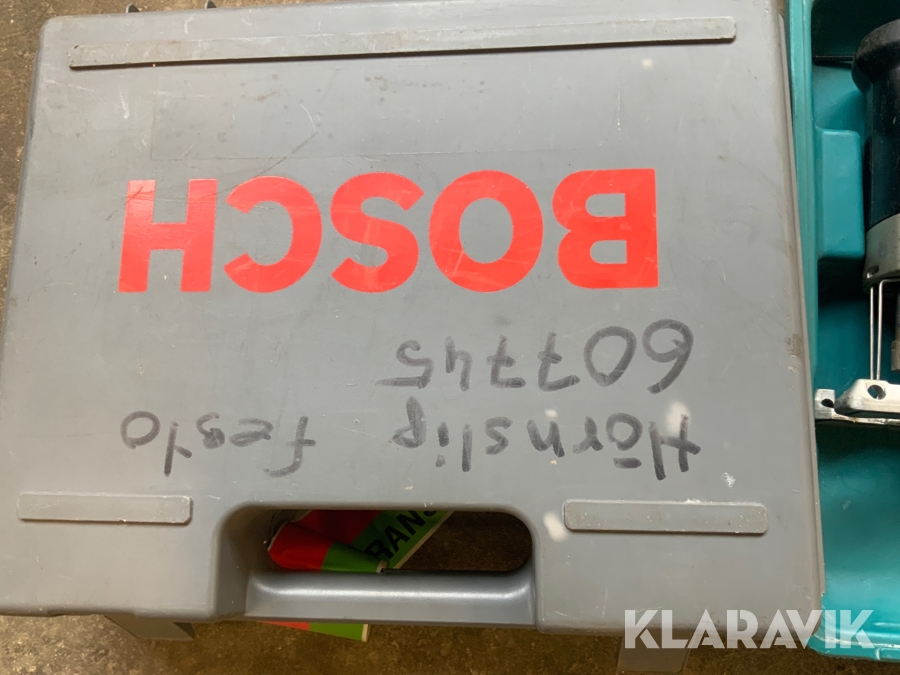 Hörnslip festo
607745
BOSCH
KLARAVIK